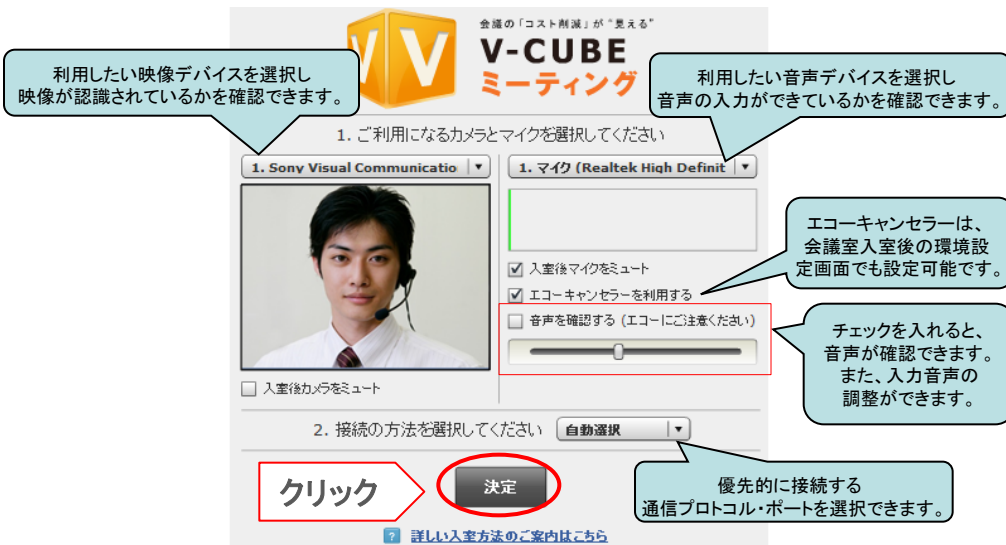 会議の「コスト削減」が“見える”
V-CUBE
ミーティング
利用したい映像デバイスを選択し
映像が認識されているかを確認できます。
利用したい音声デバイスを選択し
音声の入力ができているかを確認できます。
1. ご利用になるカメラとマイクを選択してください
1. Sony Visual Communicatio
1. マイク (Realtek High Definit
エコーキャンセラーは、
会議室入室後の環境設
定画面でも設定可能です。
入室後マイクをミュート
エコーキャンセラーを利用する
音声を確認する (エコーにご注意ください)
チェックを入れると、
音声が確認できます。
また、入力音声の
調整ができます。
入室後カメラをミュート
2. 接続の方法を選択してください
自動選択
クリック
決定
優先的に接続する
通信プロトコル・ポートを選択できます。
? 詳しい入室方法のご案内はこちら